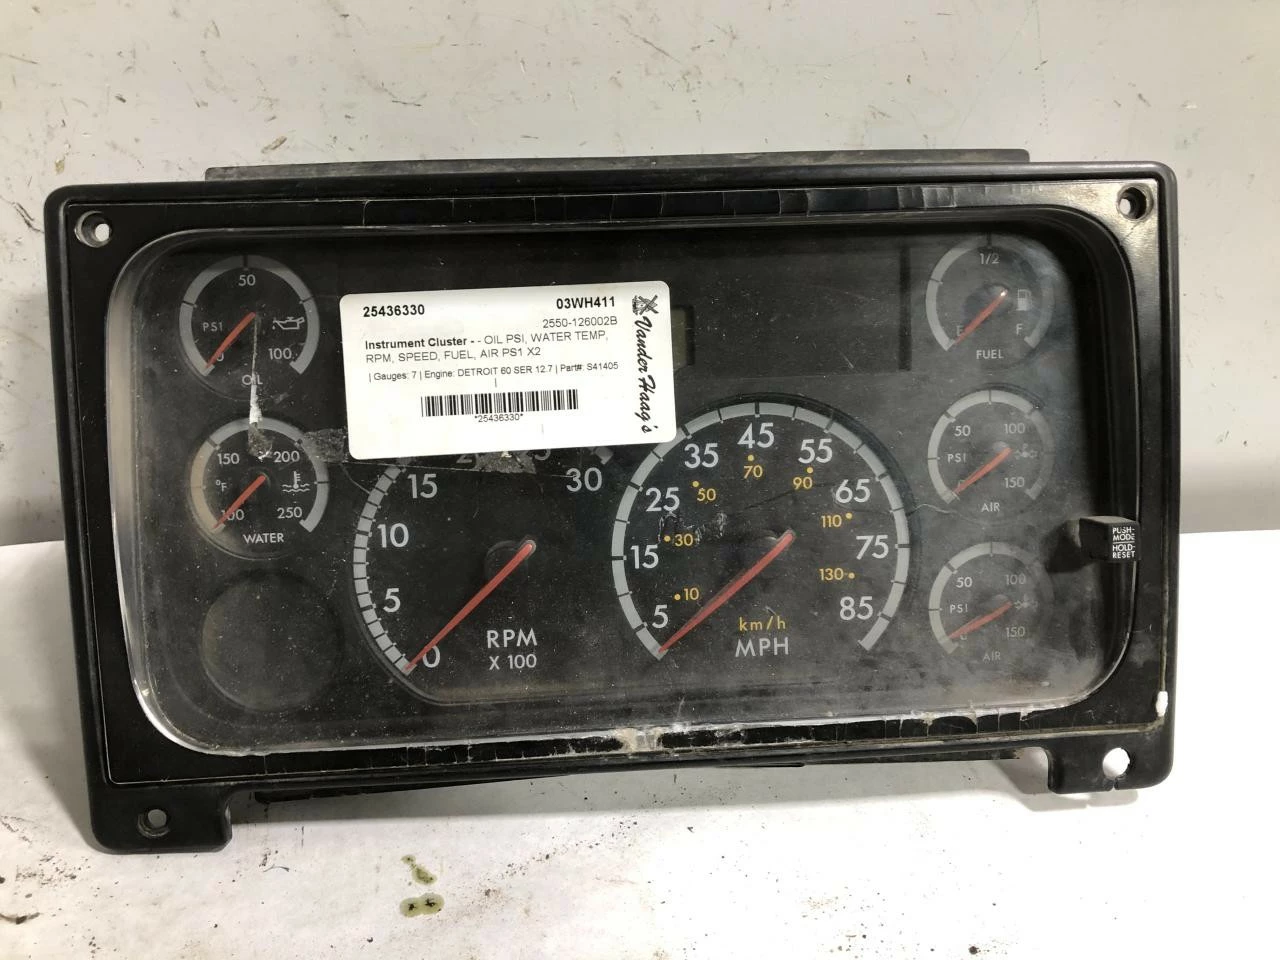 25436330 03WH411
2550-126002B
Instrument Cluster - - OIL PSI, WATER TEMP,
RPM, SPEED, FUEL, AIR PS1 X2
| Gauges: 7 | Engine: DETROIT 60 SER 12.7 | Part#: S41405
|
*25436330*
Vander Haag's
50
PSI
0 100
OIL
150 200
°F
100 250
WATER
0 5 10 15 30
RPM
X 100
5 15 25 35 45 55 65 75 85
10 30 50 70 90 110 130
km/h
MPH
1/2
E F
FUEL
50 100
PSI
0 150
AIR
50 100
PSI
0 150
AIR
PUSH-
MODE
HOLD-
RESET